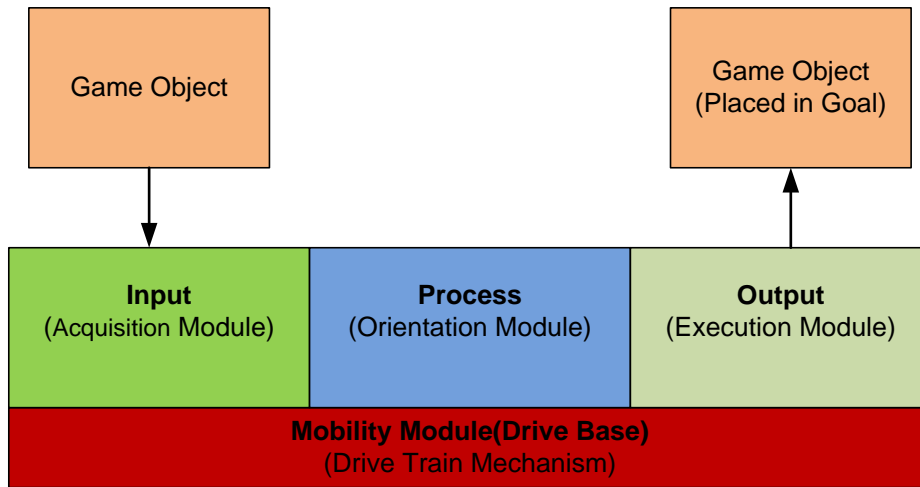 Game Object
Game Object
(Placed in Goal)
Input
(Acquisition Module)
Process
(Orientation Module)
Output
(Execution Module)
Mobility Module(Drive Base)
(Drive Train Mechanism)